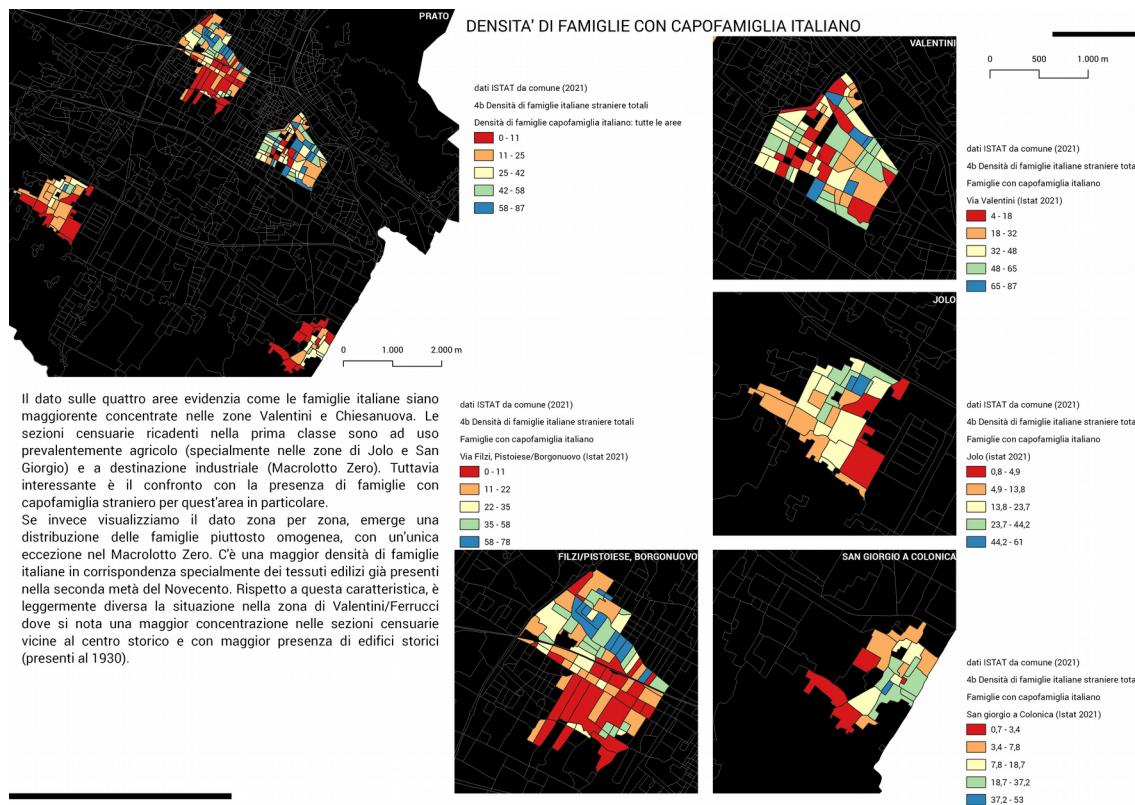 PRATO
DENSITA' DI FAMIGLIE CON CAPOFAMIGLIA ITALIANO
dati ISTAT da comune (2021)
4b Densità di famiglie italiane straniere totali
Densità di famiglie capofamiglia italiano: tutte le aree
0 - 11
11 - 25
25 - 42
42 - 58
58 - 87
0 1.000 2.000 m
VALENTINI
0 500 1.000 m
dati ISTAT da comune (2021)
4b Densità di famiglie italiane straniere tota
Famiglie con capofamiglia italiano
Via Valentini (Istat 2021)
4 - 18
18 - 32
32 - 48
48 - 65
65 - 87
Il dato sulle quattro aree evidenzia come le famiglie italiane siano
maggiorente concentrate nelle zone Valentini e Chiesanuova. Le
sezioni censuarie ricadenti nella prima classe sono ad uso
prevalentemente agricolo (specialmente nelle zone di Jolo e San
Giorgio) e a destinazione industriale (Macrolotto Zero). Tuttavia
interessante è il confronto con la presenza di famiglie con
capofamiglia straniero per quest'area in particolare.
Se invece visualizziamo il dato zona per zona, emerge una
distribuzione delle famiglie piuttosto omogenea, con un'unica
eccezione nel Macrolotto Zero. C'è una maggior densità di famiglie
italiane in corrispondenza specialmente dei tessuti edilizi già presenti
nella seconda metà del Novecento. Rispetto a questa caratteristica, è
leggermente diversa la situazione nella zona di Valentini/Ferrucci
dove si nota una maggior concentrazione nelle sezioni censuarie
vicine al centro storico e con maggior presenza di edifici storici
(presenti al 1930).
dati ISTAT da comune (2021)
4b Densità di famiglie italiane straniere totali
Famiglie con capofamiglia italiano
Via Filzi, Pistoiese/Borgonuovo (Istat 2021)
0 - 11
11 - 22
22 - 35
35 - 58
58 - 78
FILZI/PISTOIESE, BORGONUOVO
JOLO
dati ISTAT da comune (2021)
4b Densità di famiglie italiane straniere tota
Famiglie con capofamiglia italiano
Jolo (istat 2021)
0,8 - 4,9
4,9 - 13,8
13,8 - 23,7
23,7 - 44,2
44,2 - 61
SAN GIORGIO A COLONICA
dati ISTAT da comune (2021)
4b Densità di famiglie italiane straniere tota
Famiglie con capofamiglia italiano
San giorgio a Colonica (Istat 2021)
0,7 - 3,4
3,4 - 7,8
7,8 - 18,7
18,7 - 37,2
37,2 - 53